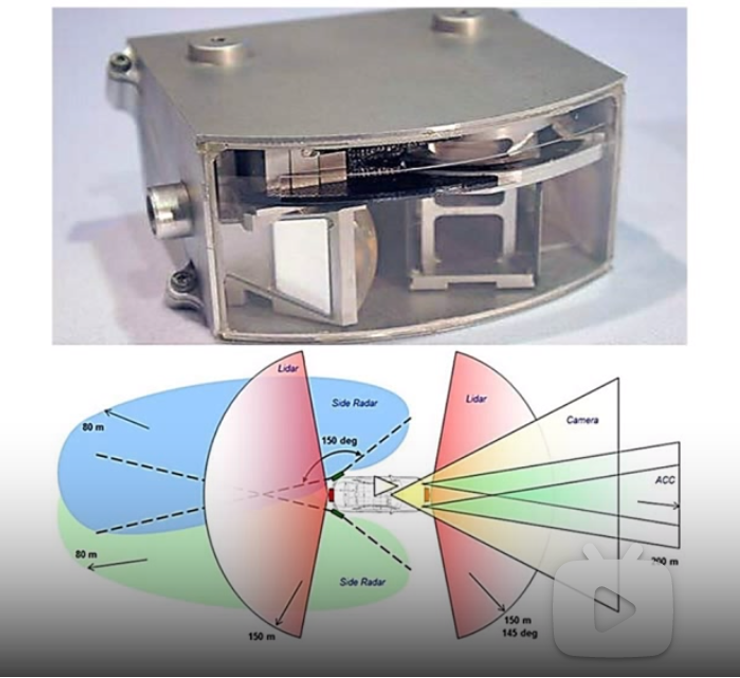 Lidar
Side Radar
80 m
150 deg
Lidar
Camera
ACC
80 m
Side Radar
150 m
150 m
145 deg